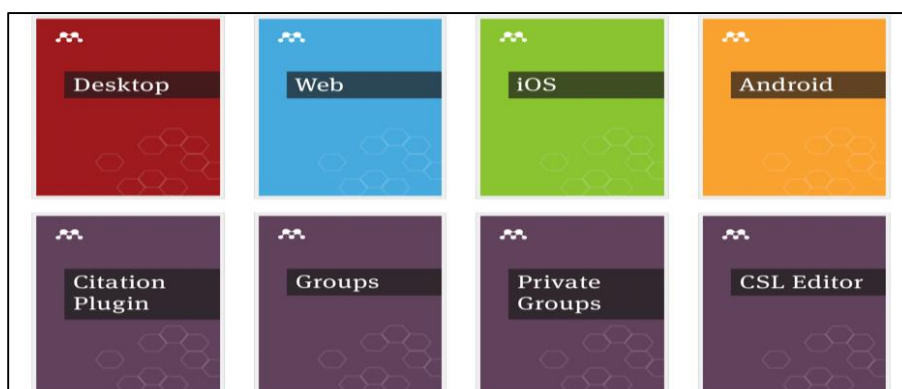 Desktop
Web
iOS
Android
Citation
Plugin
Groups
Private
Groups
CSL Editor